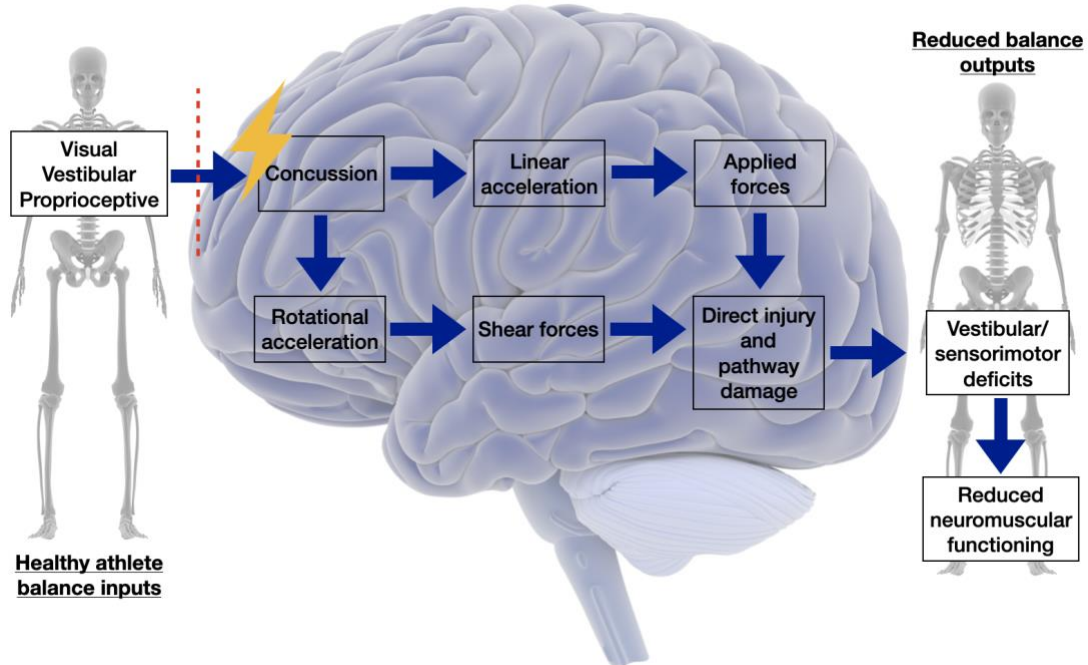 Reduced balance
outputs
Visual
Vestibular
Proprioceptive
Concussion
Linear
acceleration
Applied
forces
Rotational
acceleration
Shear forces
Direct injury
and
pathway
damage
Vestibular/
sensorimotor
deficits
Reduced
neuromuscular
functioning
Healthy athlete
balance inputs